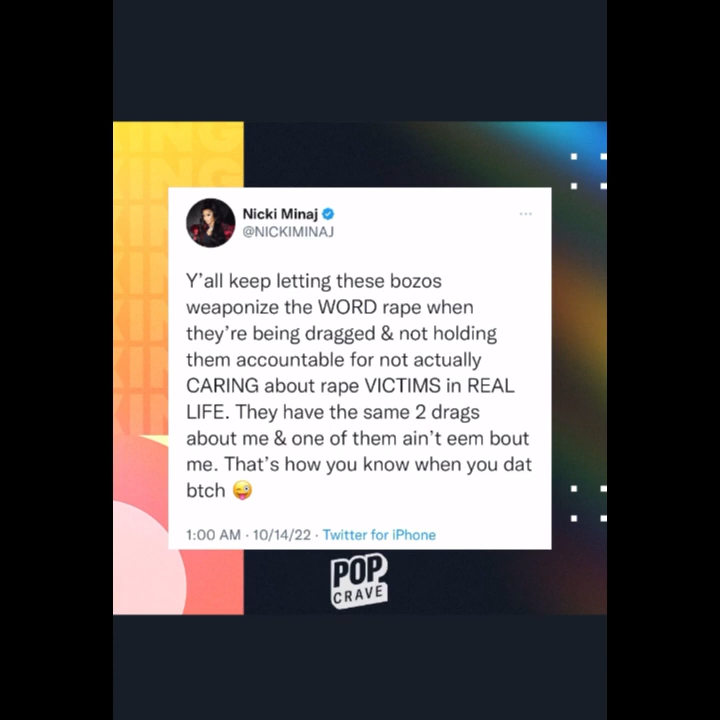 Nicki Minaj
@NICKIMINAJ
Y'all keep letting these bozos
weaponize the WORD rape when
they're being dragged & not holding
them accountable for not actually
CARING about rape VICTIMS in REAL
LIFE. They have the same 2 drags
about me & one of them ain't eem bout
me. That's how you know when you dat
btch 😜
1:00 AM · 10/14/22 · Twitter for iPhone
POP
CRAVE